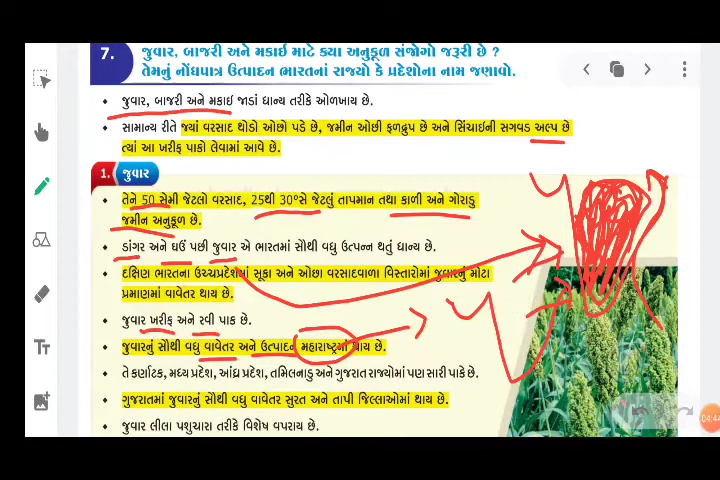 7. જુવાર, બાજરી અને મકાઈ માટે ક્યા અનુકૂળ સંજોગો જરૂરી છે ?
તેમનું નોંધપાત્ર ઉત્પાદન ભારતનાં રાજ્યો કે પ્રદેશોના નામ જણાવો.
• જુવાર, બાજરી અને મકાઇ જાડાં ધાન્ય તરીકે ઓળખાય છે.
• સામાન્ય રીતે જ્યાં વરસાદ થોડો ઓછો પડે છે, જમીન ઓછી ફળદ્રુપ છે અને સિંચાઇની સગવડ અલ્પ છે
ત્યાં આ ખરીફ પાકો લેવામાં આવે છે.
1. જુવાર
• તેને 50 સેમી જેટલો વરસાદ, 25થી 30°સે જેટલું તાપમાન તથા કાળી અને ગોરાડુ
જમીન અનુકૂળ છે.
• ડાંગર અને ઘઉં પછી જુવાર એ ભારતમાં સૌથી વધુ ઉત્પન્ન થતું ધાન્ય છે.
• દક્ષિણ ભારતના ઉચ્ચપ્રદેશમાં સૂકા અને ઓછા વરસાદવાળા વિસ્તારોમાં જુવારનું મોટા
પ્રમાણમાં વાવેતર થાય છે.
• જુવાર ખરીફ અને રવી પાક છે.
• જુવારનું સૌથી વધુ વાવેતર અને ઉત્પાદન મહારાષ્ટ્રમાં થાય છે.
• તે કર્ણાટક, મધ્યપ્રદેશ, આંધ્ર પ્રદેશ, તમિલનાડુ અને ગુજરાત રાજ્યોમાં પણ સારી પાકે છે.
• ગુજરાતમાં જુવારનું સૌથી વધુ વાવેતર સુરત અને તાપી જિલ્લાઓમાં થાય છે.
• જુવાર લીલા પશુચારા તરીકે વિશેષ વપરાય છે.
Tт